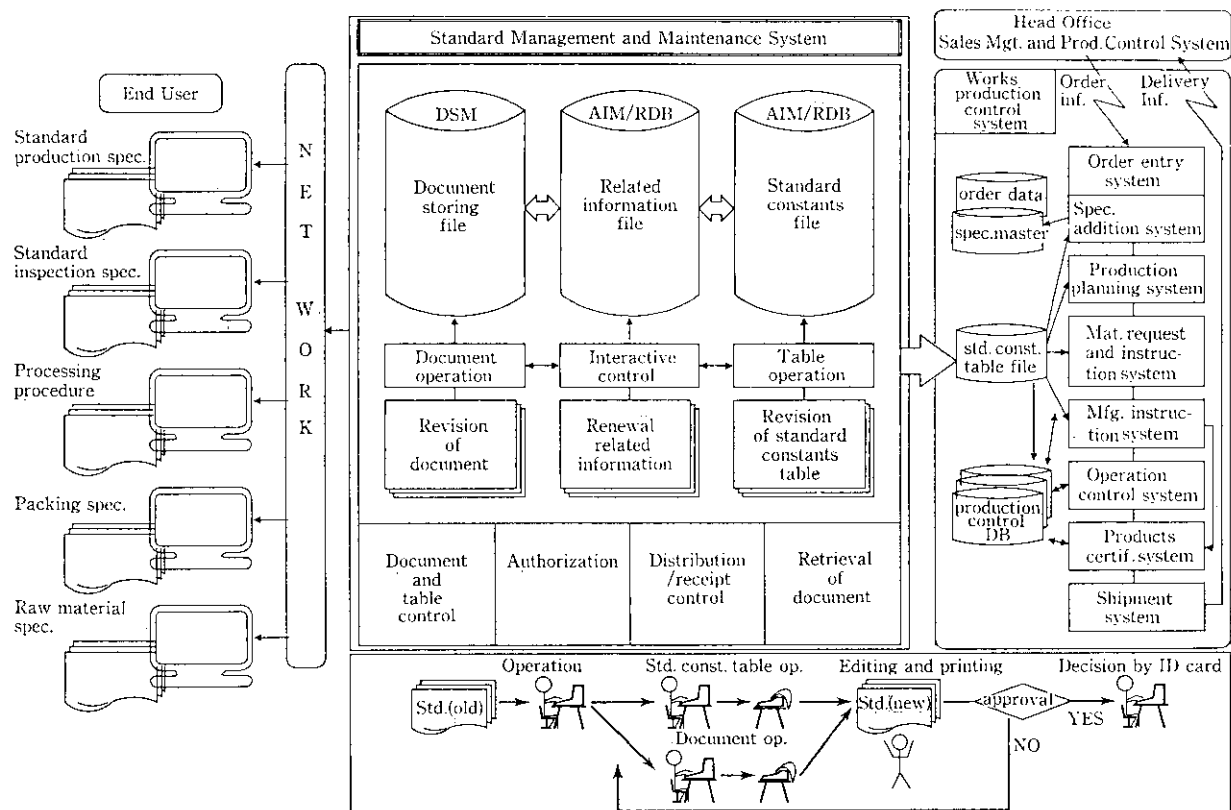 End User
Standard
production spec.
Standard
inspection spec.
Processing
procedure
Packing spec.
Raw material
spec.
N
E
T
W
O
R
K
Standard Management and Maintenance System
DSM
Document
storing
file
AIM/RDB
Related
information
file
AIM/RDB
Standard
constants
file
Document
operation
Interactive
control
Table
operation
Revision
of
document
Renewal
related
information
Revision
of standard
constants
table
Document
and
table
control
Authorization
Distribution
/receipt
control
Retrieval
of
document
Head Office
Sales Mgt. and Prod. Control System
Works
production
control
system
Order
inf.
Delivery
Inf.
order data
spec.master
std. const.
table file
production
control
DB
Order entry
system
Spec.
addition system
Production
planning system
Mat. request
and instruc-
tion system
Mfg. instruc-
tion system
Operation
control system
Products
certif. system
Shipment
system
Operation
Std. const. table op.
Editing and printing
Decision by ID card
Std.(old)
Document op.
Std.(new)
approval
YES
NO